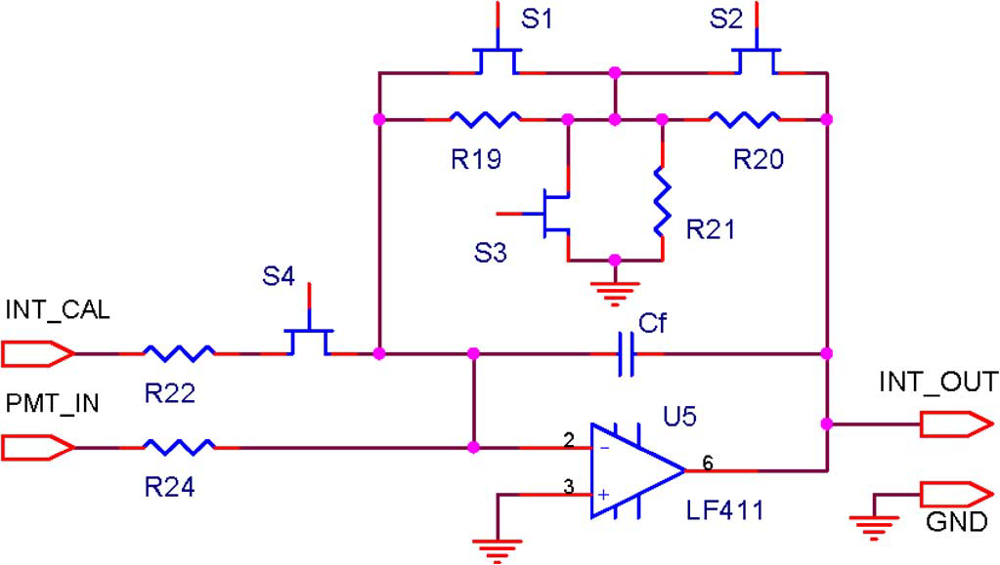 S1
S2
R19
R20
S3
R21
S4
INT_CAL
Cf
R22
INT_OUT
PMT_IN
U5
2
-
6
R24
3
+
LF411
GND